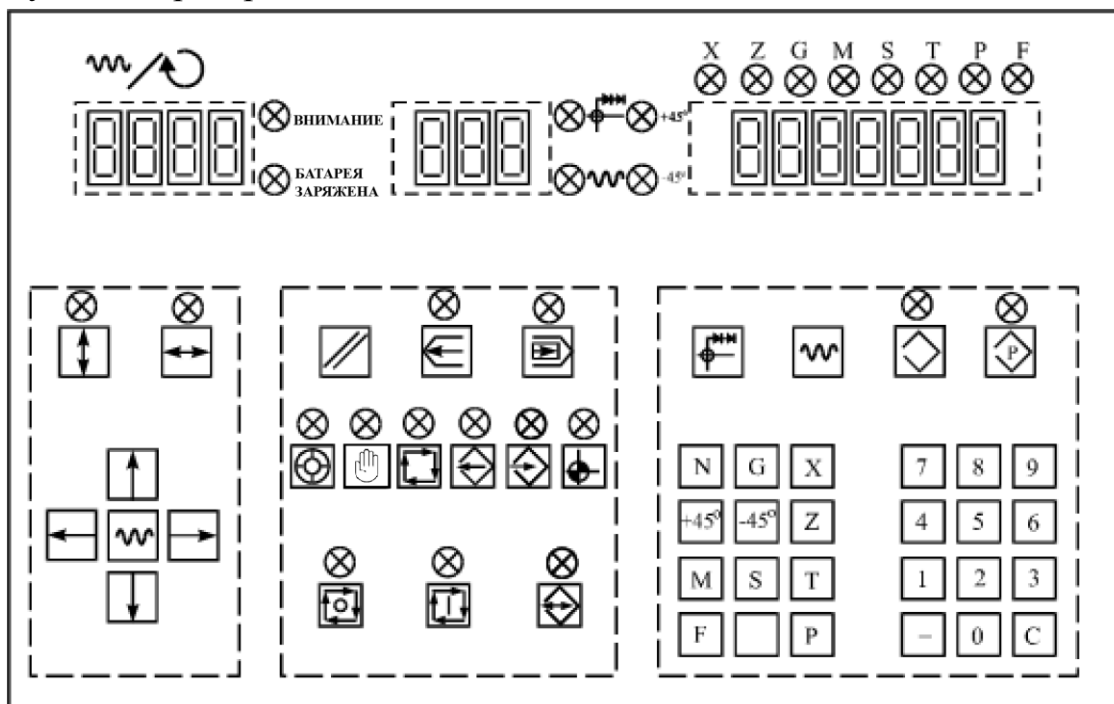 X Z G M S T P F
ВНИМАНИЕ
+45°
БАТАРЕЯ
ЗАРЯЖЕНА
-45°
P
N G X 7 8 9
+45° -45° Z 4 5 6
M S T 1 2 3
F P – 0 C